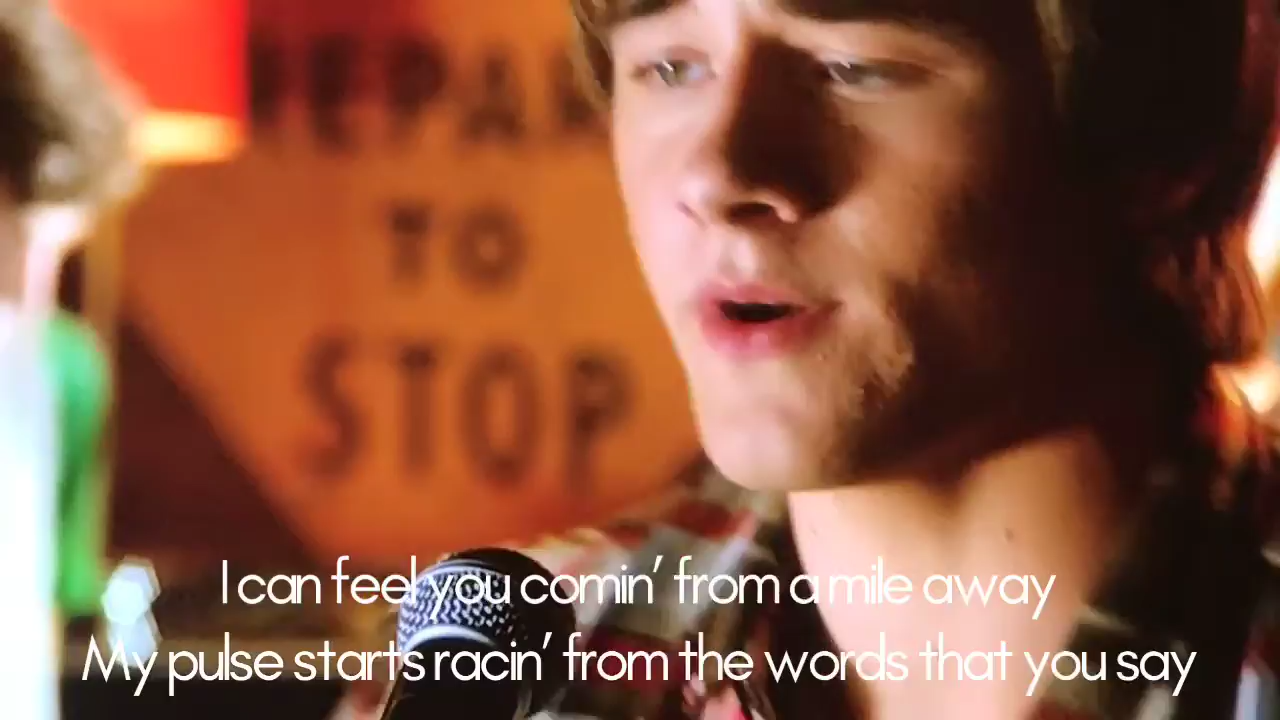 TO
STOP
I can feel you comin' from a mile away
My pulse starts racin' from the words that you say